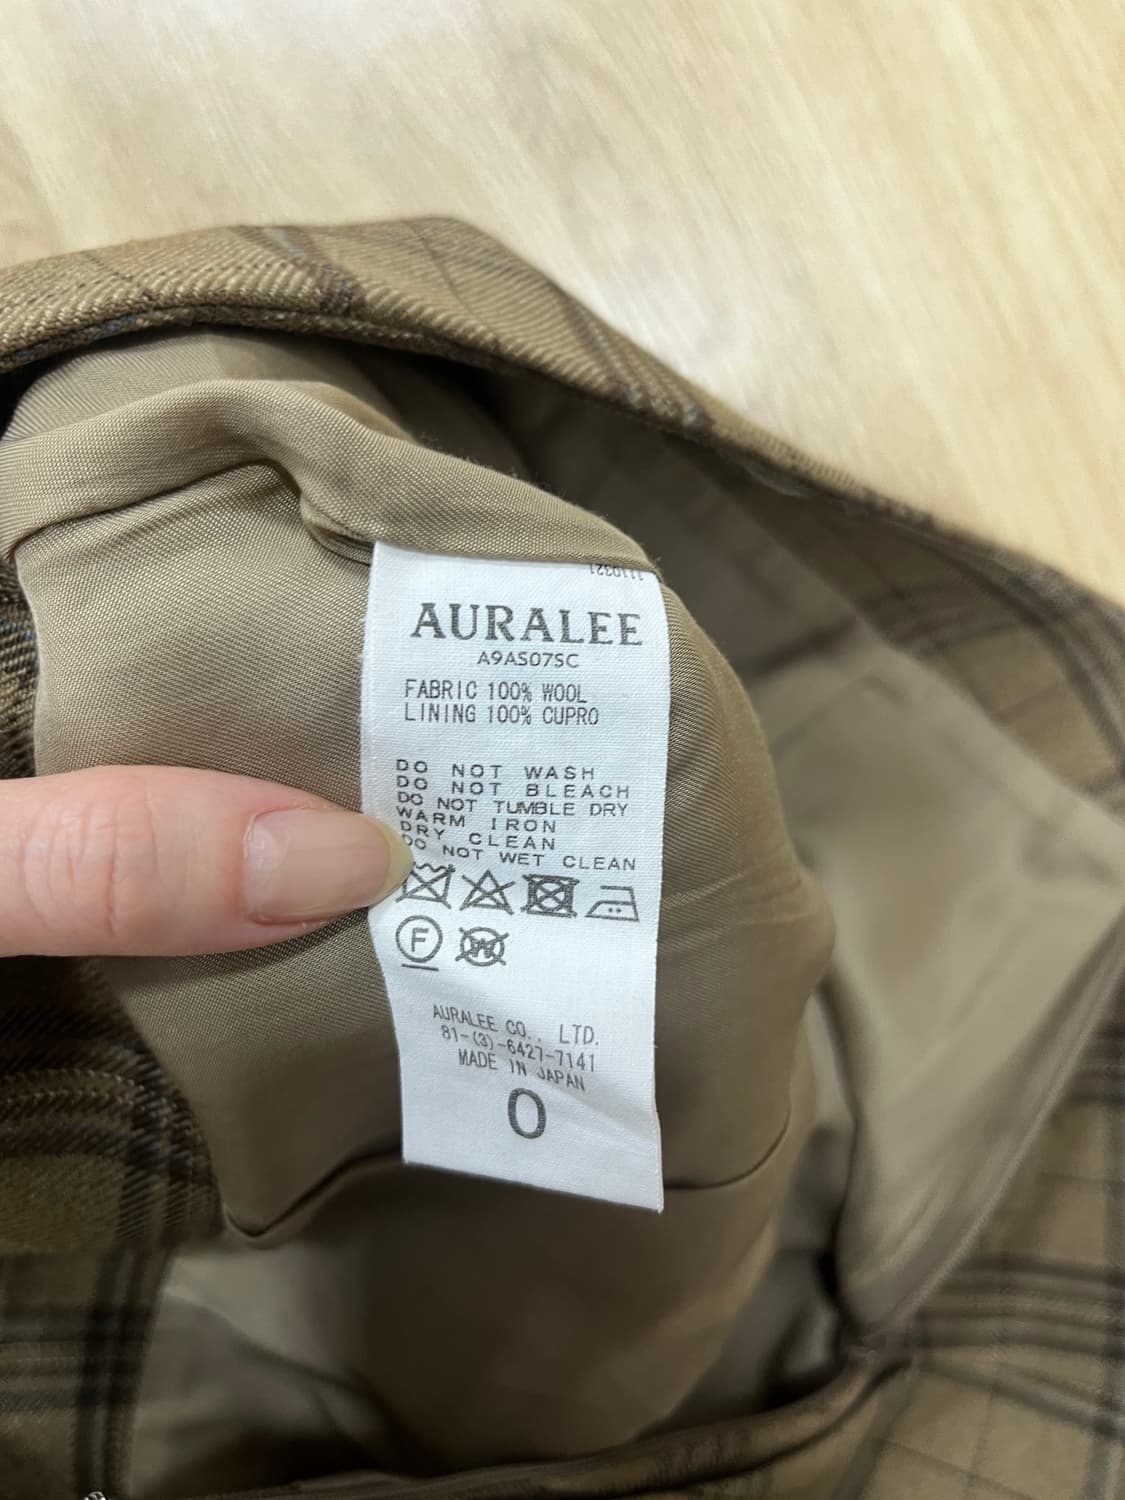 1110321
AURALEE
A9AS07SC
FABRIC 100% WOOL
LINING 100% CUPRO
DO NOT WASH
DO NOT BLEACH
DO NOT TUMBLE DRY
WARM IRON
DRY CLEAN
DO NOT WET CLEAN
F W
AURALEE CO., LTD.
81-(3)-6427-7141
MADE IN JAPAN
0